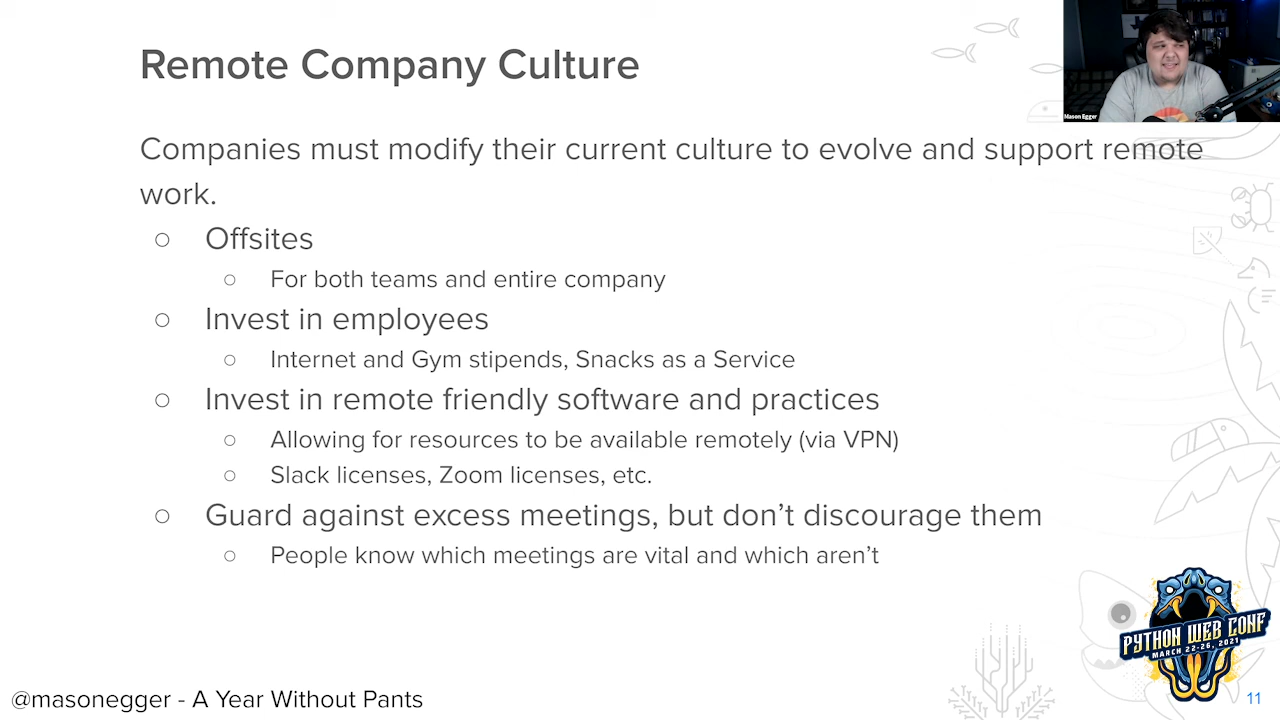 Remote Company Culture
Mason Egger
Companies must modify their current culture to evolve and support remote
work.
○ Offsites
○ For both teams and entire company
○ Invest in employees
○ Internet and Gym stipends, Snacks as a Service
○ Invest in remote friendly software and practices
○ Allowing for resources to be available remotely (via VPN)
○ Slack licenses, Zoom licenses, etc.
○ Guard against excess meetings, but don’t discourage them
○ People know which meetings are vital and which aren’t
PYTHON WEB CONF
MARCH 22-26, 2021
@masonegger - A Year Without Pants
11